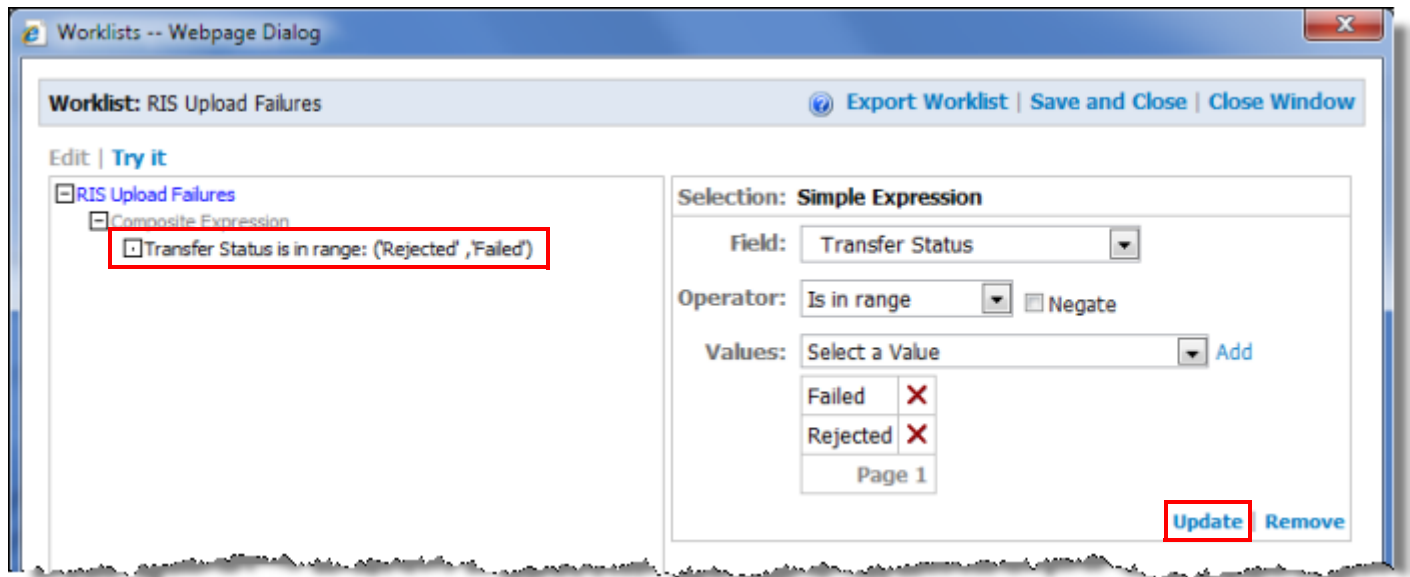 Worklists -- Webpage Dialog
Worklist: RIS Upload Failures
Export Worklist | Save and Close | Close Window
Edit | Try it
RIS Upload Failures
Composite Expression
Transfer Status is in range: ('Rejected' ,'Failed')
Selection: Simple Expression
Field: Transfer Status
Operator: Is in range Negate
Values: Select a Value Add
Failed
Rejected
Page 1
Update | Remove